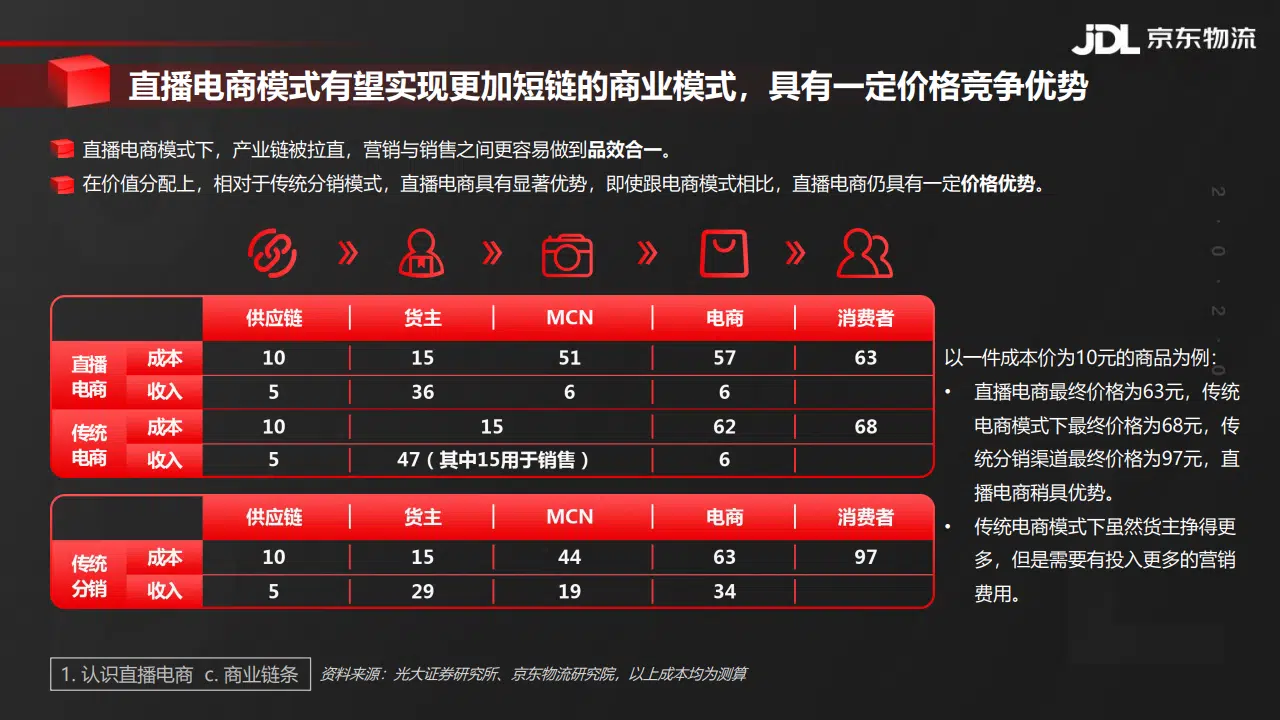 JDL 京东物流
直播电商模式有望实现更加短链的商业模式，具有一定价格竞争优势
直播电商模式下，产业链被拉直，营销与销售之间更容易做到品效合一。
在价值分配上，相对于传统分销模式，直播电商具有显著优势，即使跟电商模式相比，直播电商仍具有一定价格优势。
2·0·2·0
供应链 货主 MCN 电商 消费者
直播电商 成本 10 15 51 57 63
收入 5 36 6 6
传统电商 成本 10 15 62 68
收入 5 47（其中15用于销售） 6
供应链 货主 MCN 电商 消费者
传统分销 成本 10 15 44 63 97
收入 5 29 19 34
以一件成本价为10元的商品为例：
• 直播电商最终价格为63元，传统
电商模式下最终价格为68元，传
统分销渠道最终价格为97元，直
播电商稍具优势。
• 传统电商模式下虽然货主挣得更
多，但是需要有投入更多的营销
费用。
1. 认识直播电商 c. 商业链条
资料来源：光大证券研究所、京东物流研究院，以上成本均为测算